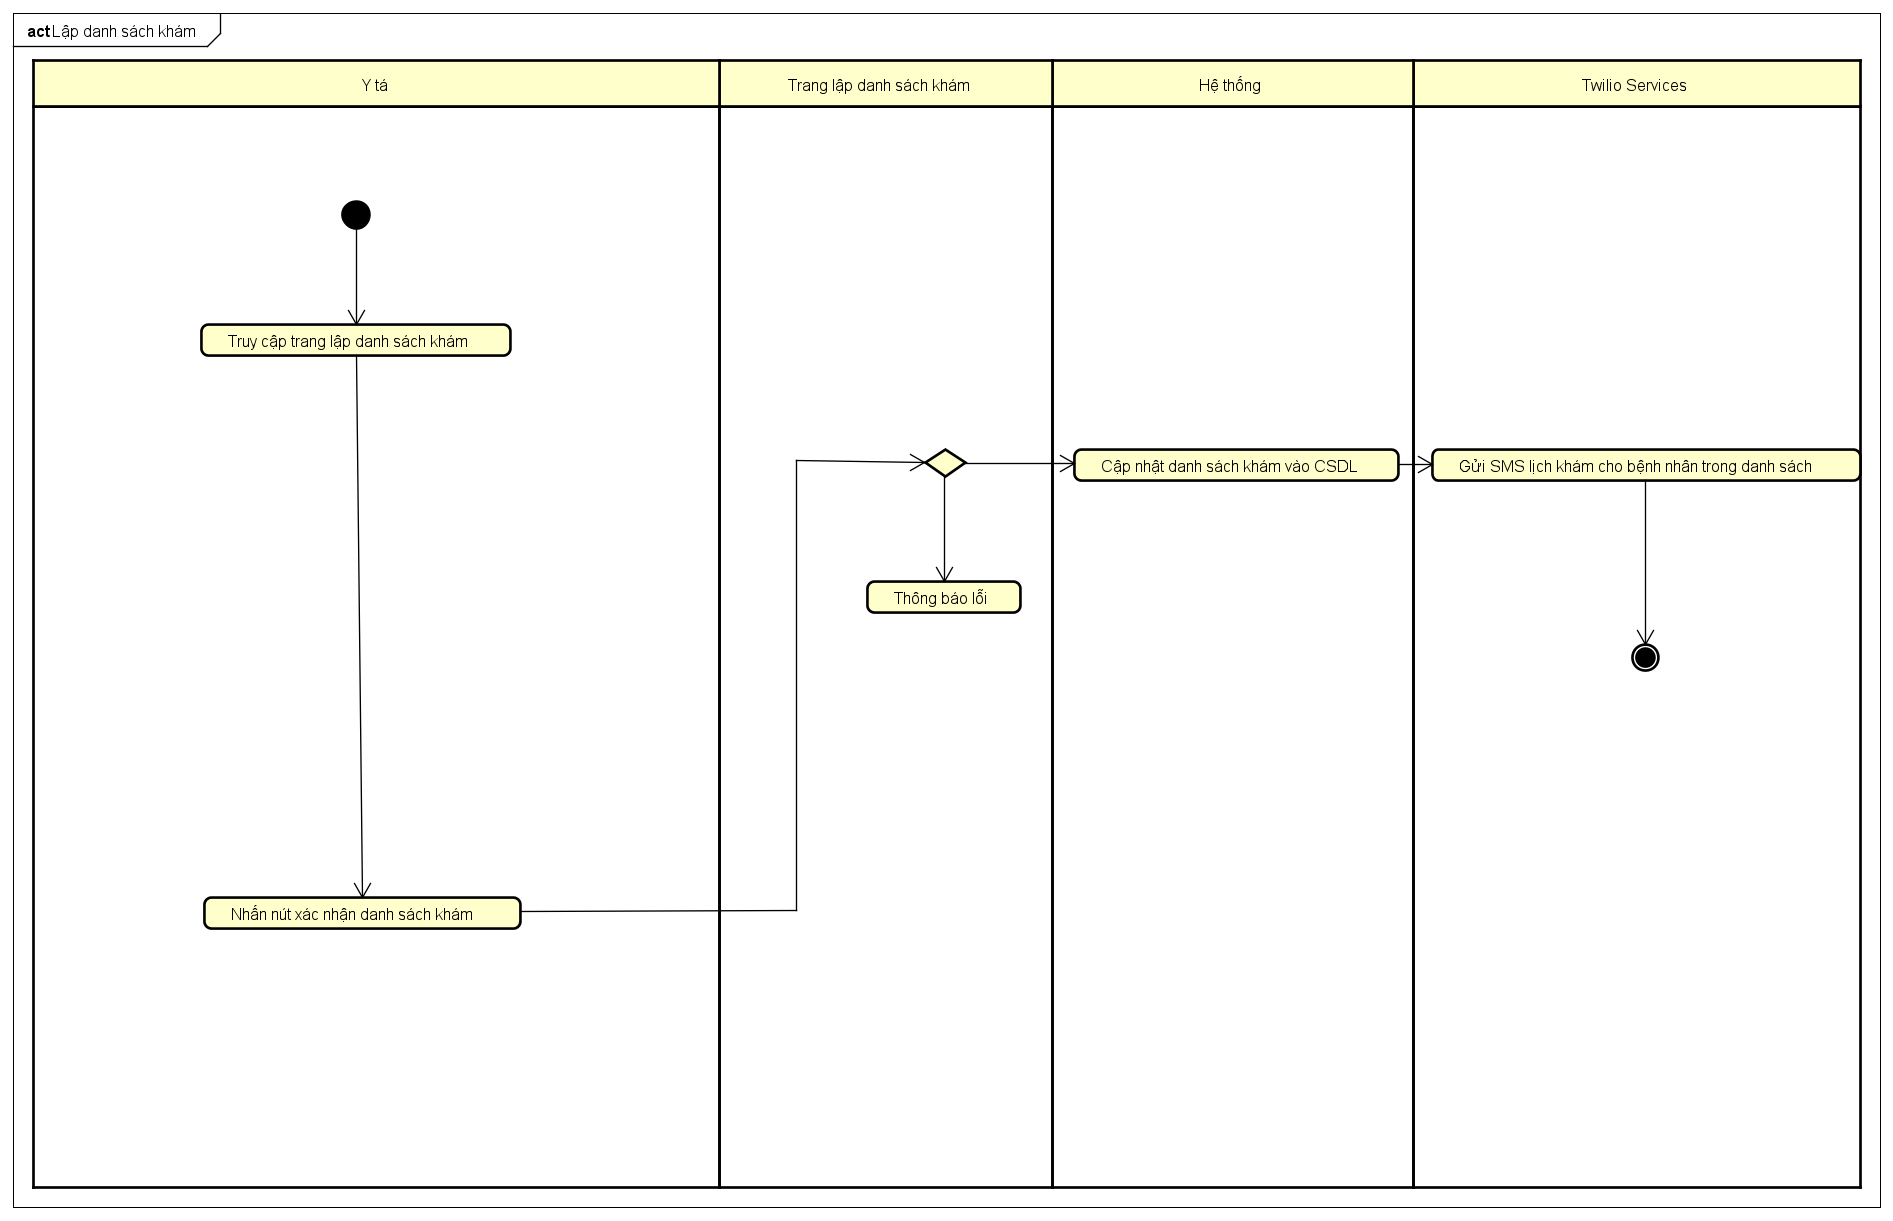 act Lập danh sách khám
Y tá
Trang lập danh sách khám
Hệ thống
Twilio Services
Truy cập trang lập danh sách khám
Cập nhật danh sách khám vào CSDL
Gửi SMS lịch khám cho bệnh nhân trong danh sách
Thông báo lỗi
Nhấn nút xác nhận danh sách khám